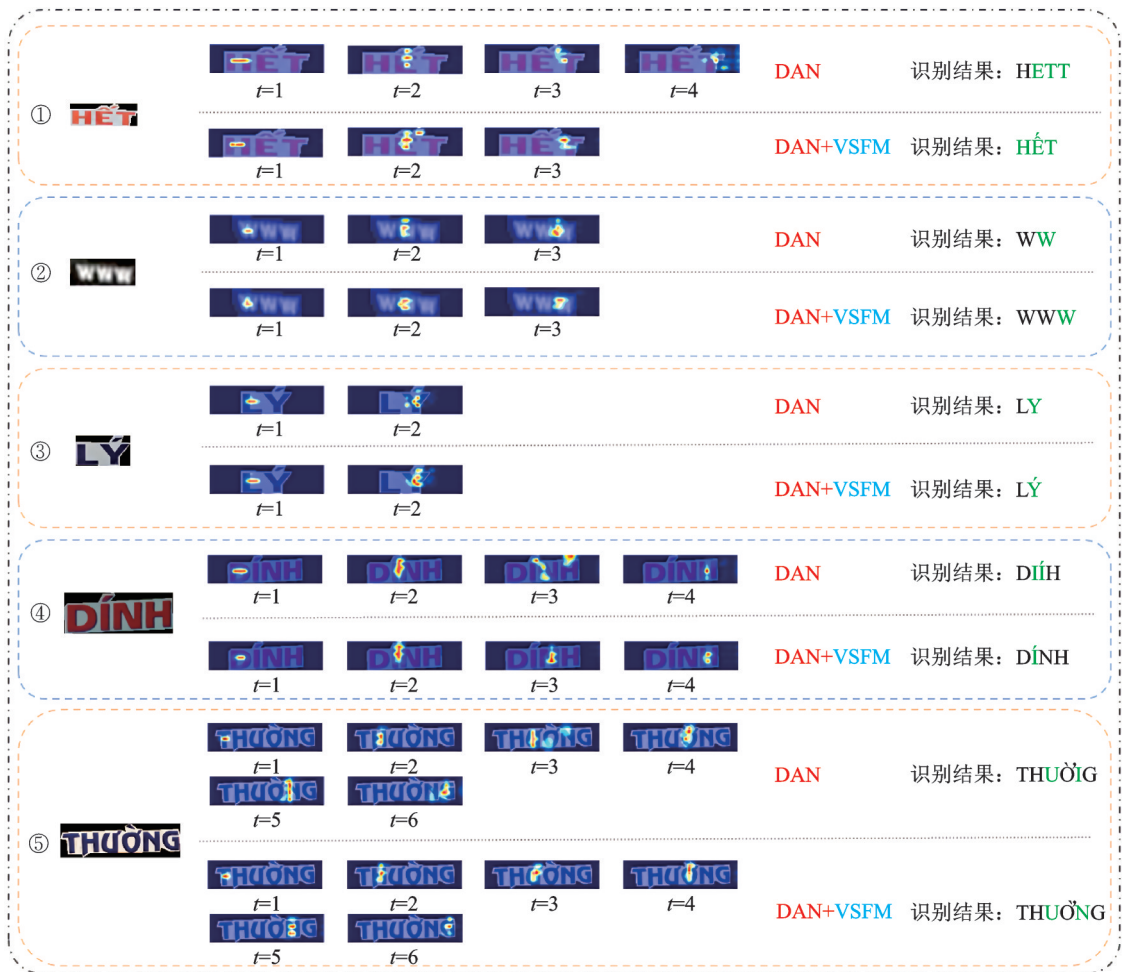 t=1 t=2 t=3 t=4
DAN 识别结果：HETT
① HẾT
t=1 t=2 t=3
DAN+VSFM 识别结果：HẾT
t=1 t=2 t=3
DAN 识别结果：WW
② WWW
t=1 t=2 t=3
DAN+VSFM 识别结果：WWW
t=1 t=2
DAN 识别结果：LY
③ LÝ
t=1 t=2
DAN+VSFM 识别结果：LÝ
t=1 t=2 t=3 t=4
DAN 识别结果：DIÍH
④ DÍNH
t=1 t=2 t=3 t=4
DAN+VSFM 识别结果：DÍNH
t=1 t=2 t=3 t=4
DAN 识别结果：THUỜIG
t=5 t=6
⑤ THƯỜNG
t=1 t=2 t=3 t=4
DAN+VSFM 识别结果：THUỞNG
t=5 t=6